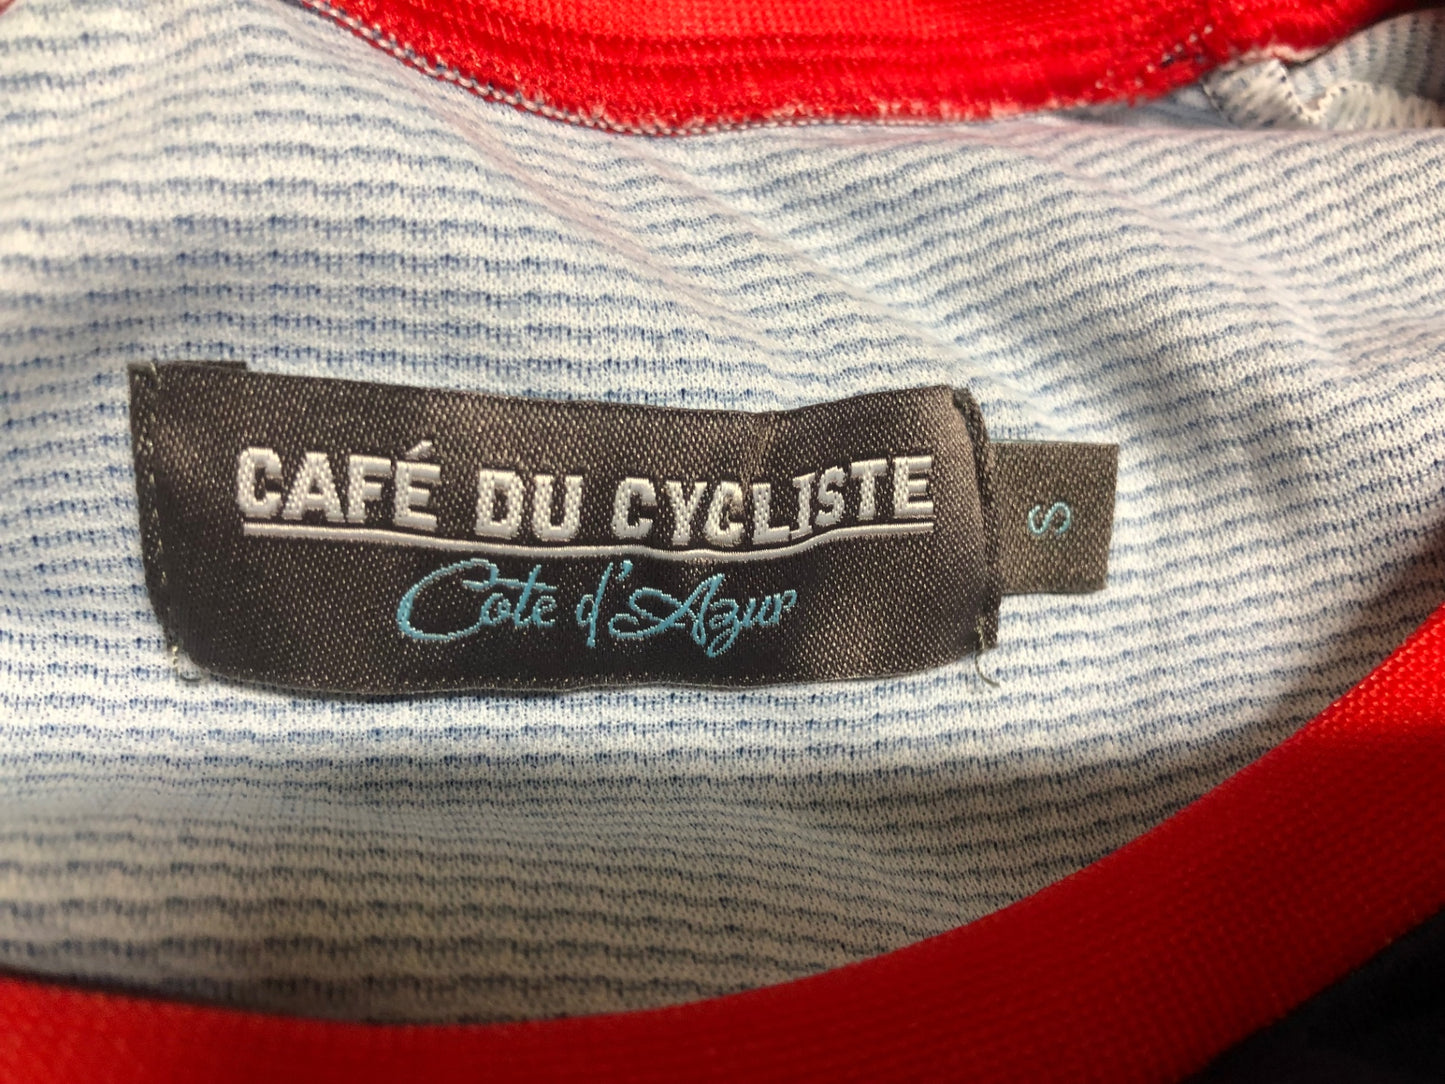 CAFÉ DU CYCLISTE
Cote d'Azur
S